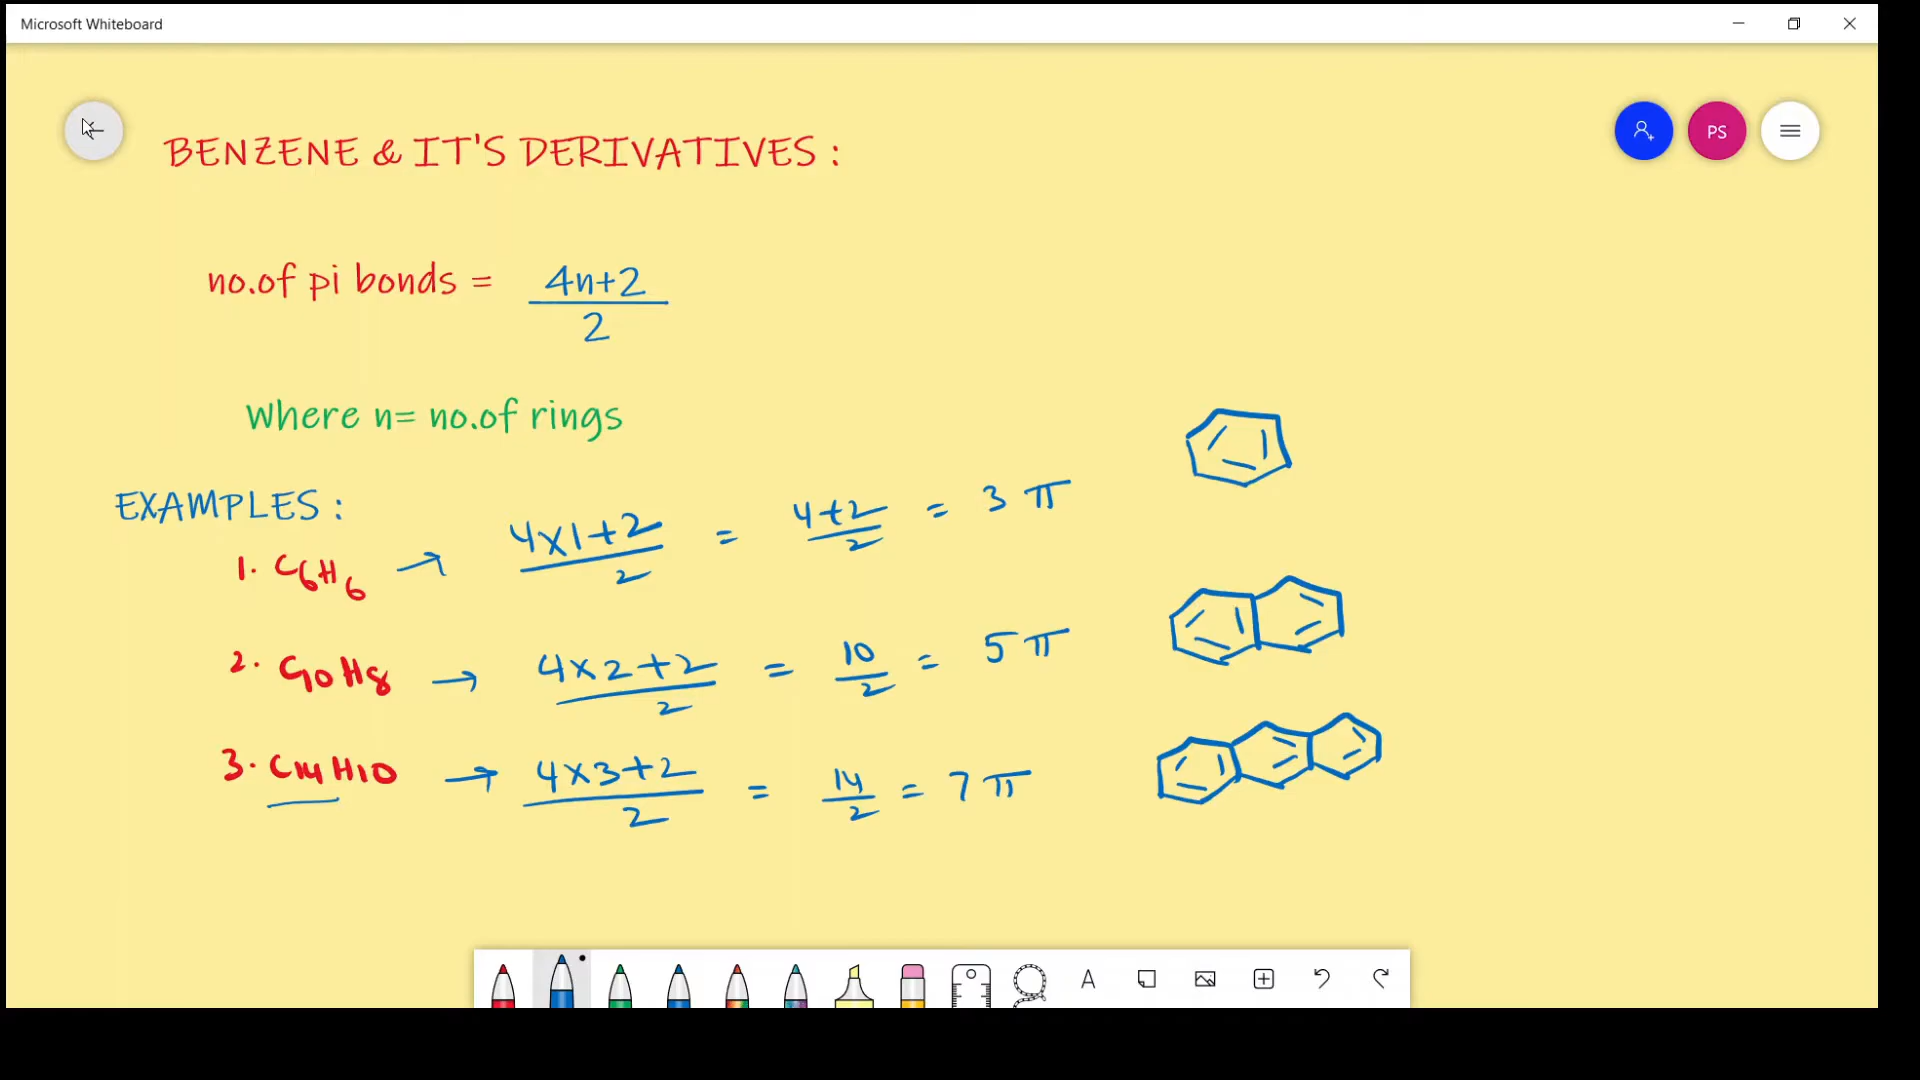 Microsoft Whiteboard
PS
BENZENE & IT'S DERIVATIVES :
no.of pi bonds = 4n+2
2
Where n= no.of rings
EXAMPLES :
1. C6H6 → 4x1+2/2 = 4+2/2 = 3 π
2. C10H8 → 4x2+2/2 = 10/2 = 5 π
3. C14H10 → 4x3+2/2 = 14/2 = 7 π
A